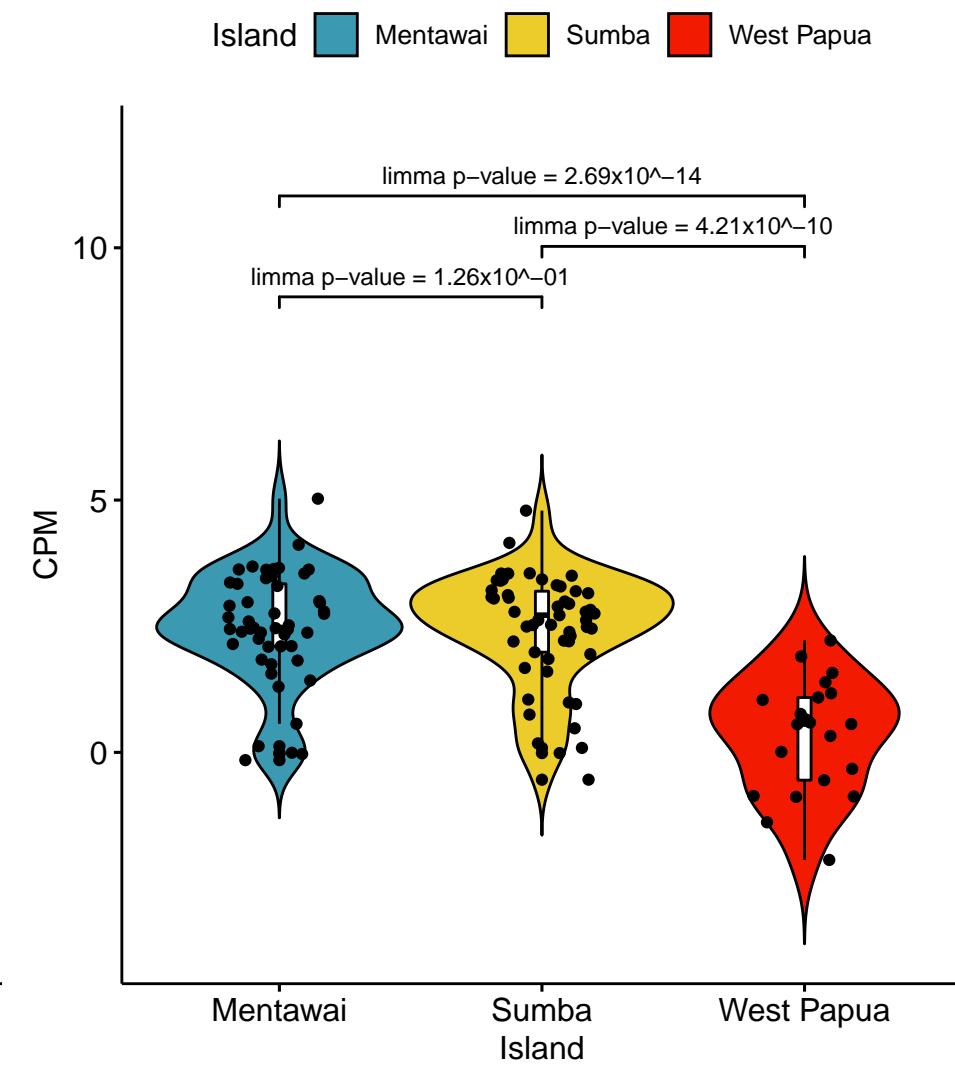 Island Mentawai Sumba West Papua
limma p−value = 2.69x10^−14
limma p−value = 4.21x10^−10
10
limma p−value = 1.26x10^−01
5
CPM
0
Mentawai Sumba West Papua
Island